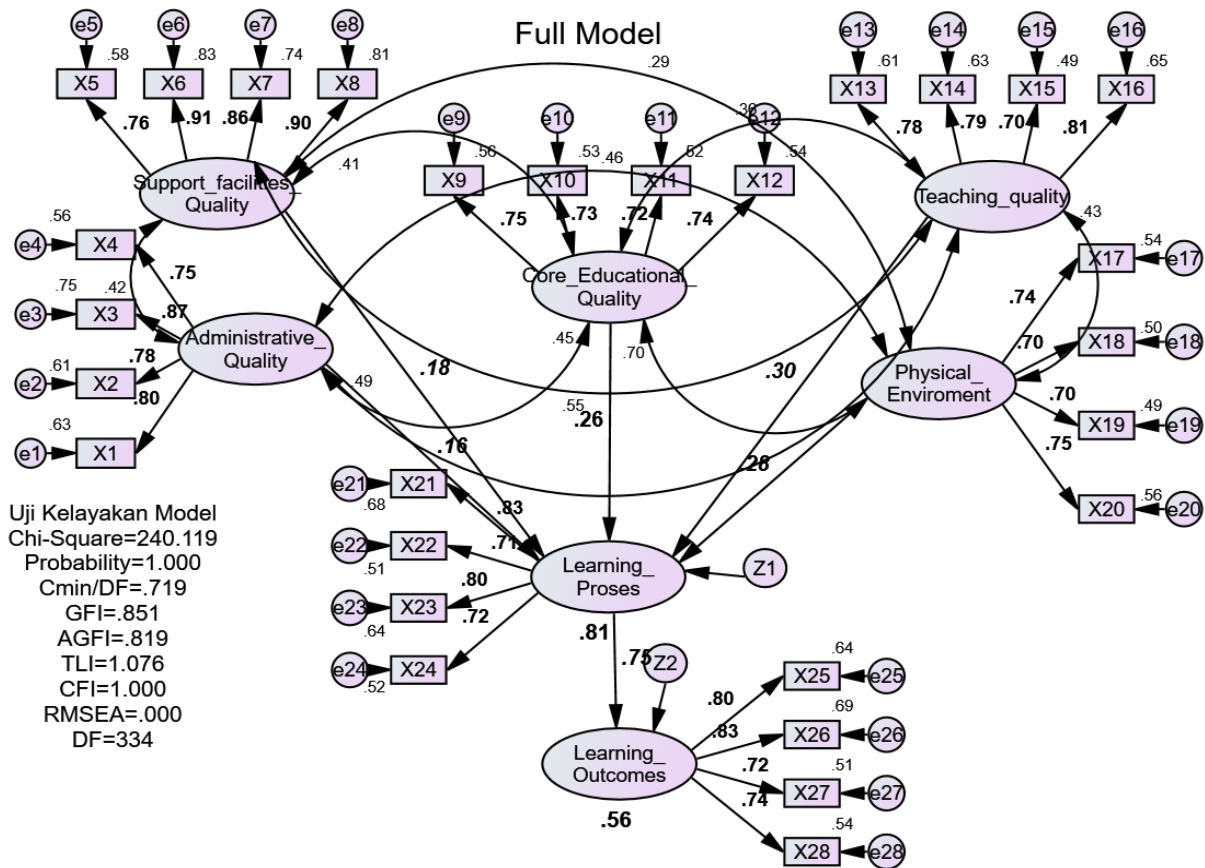 Full Model
e5
e6
e7
e8
.58
.83
.74
.81
X5
X6
X7
X8
.76
.91
.86
.90
.29
.41
Support_facilities_
Quality
e9
e10
e11
e12
.36
.56
.53
.46
.52
.54
X9
X10
X11
X12
.75
.73
.72
.74
Core_Educational_
Quality
e13
e14
e15
e16
.61
.63
.49
.65
X13
X14
X15
X16
.78
.79
.70
.81
Teaching_quality
.43
.56
e4
X4
.75
.75
.42
e3
X3
.87
.61
e2
X2
.78
.80
.63
e1
X1
Administrative_
Quality
.45
.70
.49
.55
.18
.26
.30
.16
.28
X17
.54
e17
.74
X18
.50
e18
.70
Physical_
Enviroment
X19
.49
e19
.70
.75
X20
.56
e20
Uji Kelayakan Model
Chi-Square=240.119
Probability=1.000
Cmin/DF=.719
GFI=.851
AGFI=.819
TLI=1.076
CFI=1.000
RMSEA=.000
DF=334
e21
X21
.68
.83
e22
X22
.51
.71
e23
X23
.64
.80
e24
X24
.52
.72
Learning_
Proses
Z1
.81
.75
Z2
Learning_
Outcomes
.56
.64
X25
e25
.80
.69
X26
e26
.83
.51
X27
e27
.72
.54
X28
e28
.74